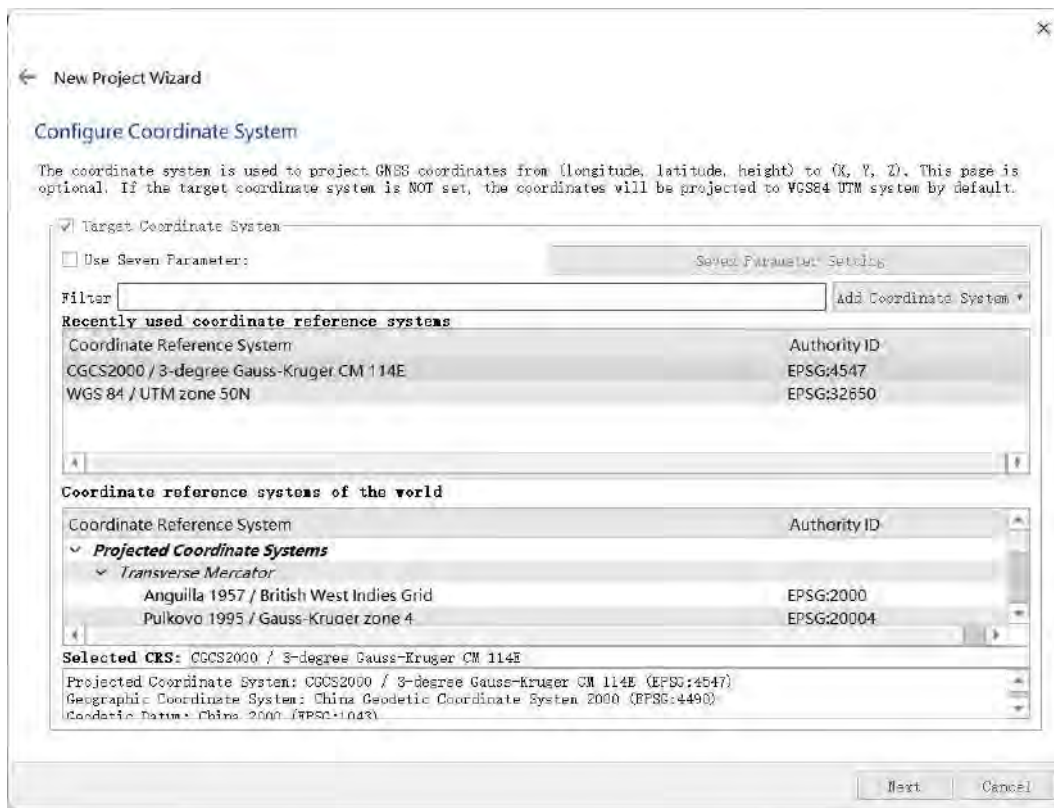 New Project Wizard
Configure Coordinate System
The coordinate system is used to project GNSS coordinates from (longitude, latitude, height) to (X, Y, Z). This page is
optional. If the target coordinate system is NOT set, the coordinates will be projected to WGS84 UTM system by default.
Target Coordinate System
Use Seven Parameter:
Seven Parameter Setting
Filter
Add Coordinate System
Recently used coordinate reference systems
Coordinate Reference System Authority ID
CGCS2000 / 3-degree Gauss-Kruger CM 114E EPSG:4547
WGS 84 / UTM zone 50N EPSG:32650
Coordinate reference systems of the world
Coordinate Reference System Authority ID
Projected Coordinate Systems
Transverse Mercator
Anguilla 1957 / British West Indies Grid EPSG:2000
Pulkovo 1995 / Gauss-Kruger zone 4 EPSG:20004
Selected CRS: CGCS2000 / 3-degree Gauss-Kruger CM 114E
Projected Coordinate System: CGCS2000 / 3-degree Gauss-Kruger CM 114E (EPSG:4547)
Geographic Coordinate System: China Geodetic Coordinate System 2000 (EPSG:4490)
Geodetic Datum: China 2000 (EPSG:1043)
Next Cancel